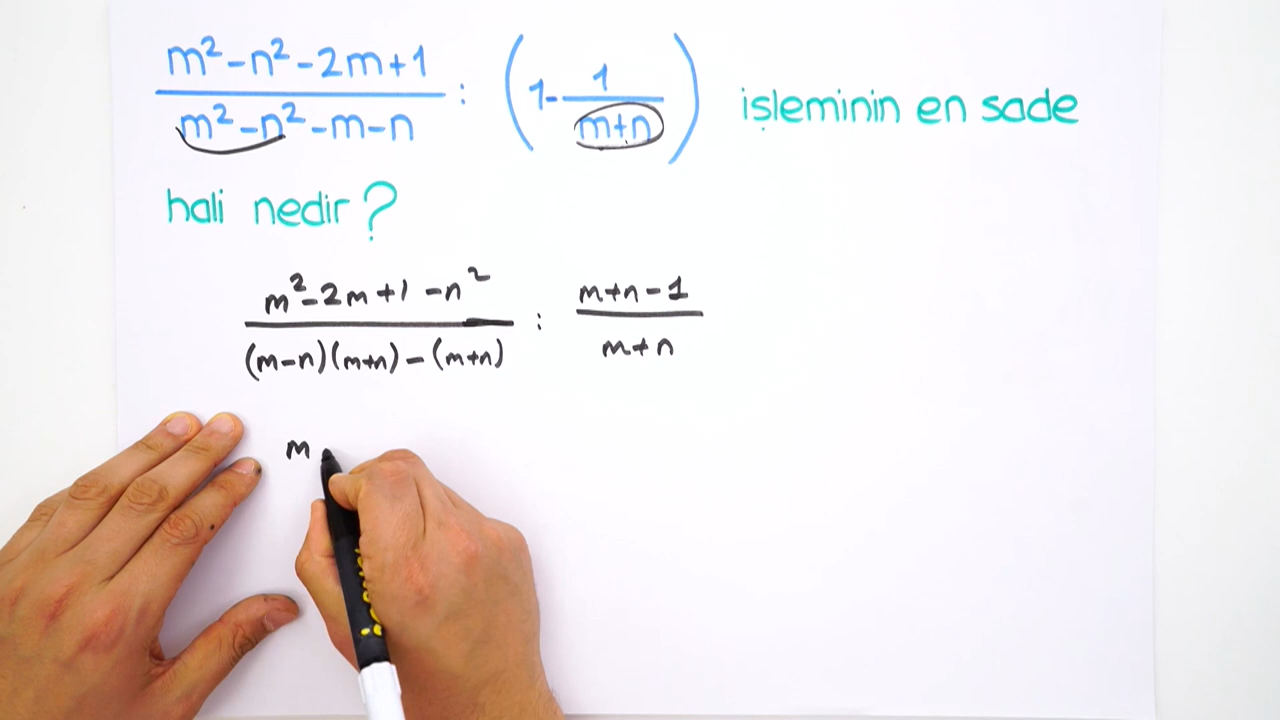 m²-n²-2m+1 / m²-n²-m-n : (1 - 1/(m+n)) işleminin en sade
hali nedir?
m²-2m+1-n² / (m-n)(m+n)-(m+n) : m+n-1 / m+n
m